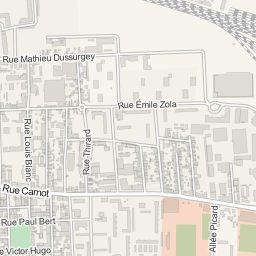 Rue Mathieu Dussurgey
Rue Émile Zola
Rue Louis Blanc
Rue Thirard
Rue Carnot
Allée Picard
Rue Paul Bert
e Victor Hugo